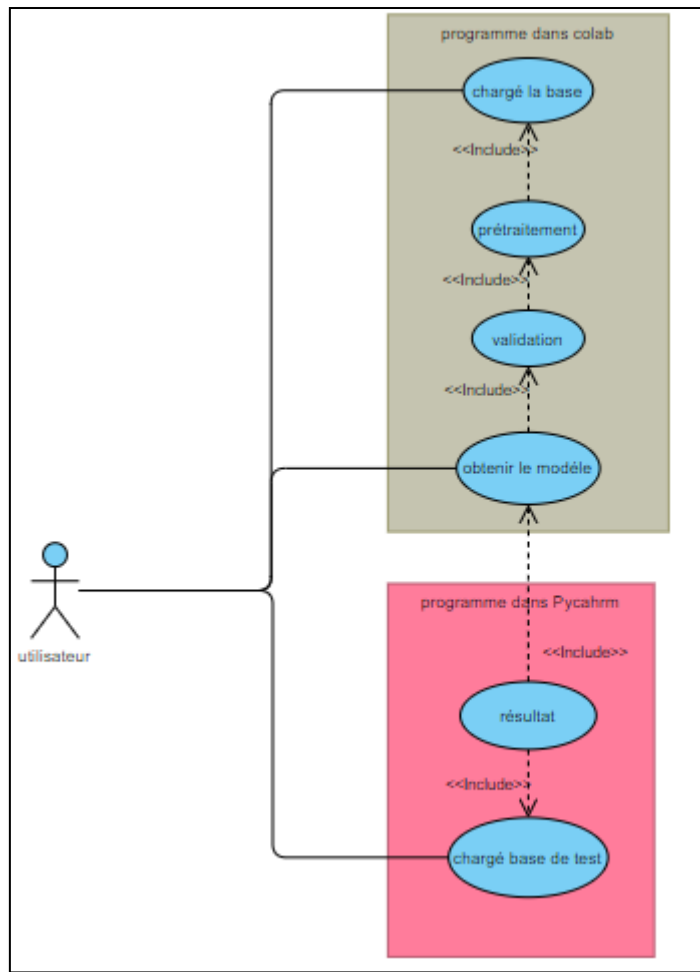 programme dans colab
chargé la base
<<Include>>
prétraitement
<<Include>>
validation
<<Include>>
obtenir le modéle
utilisateur
programme dans Pycahrm
<<Include>>
résultat
<<Include>>
chargé base de test